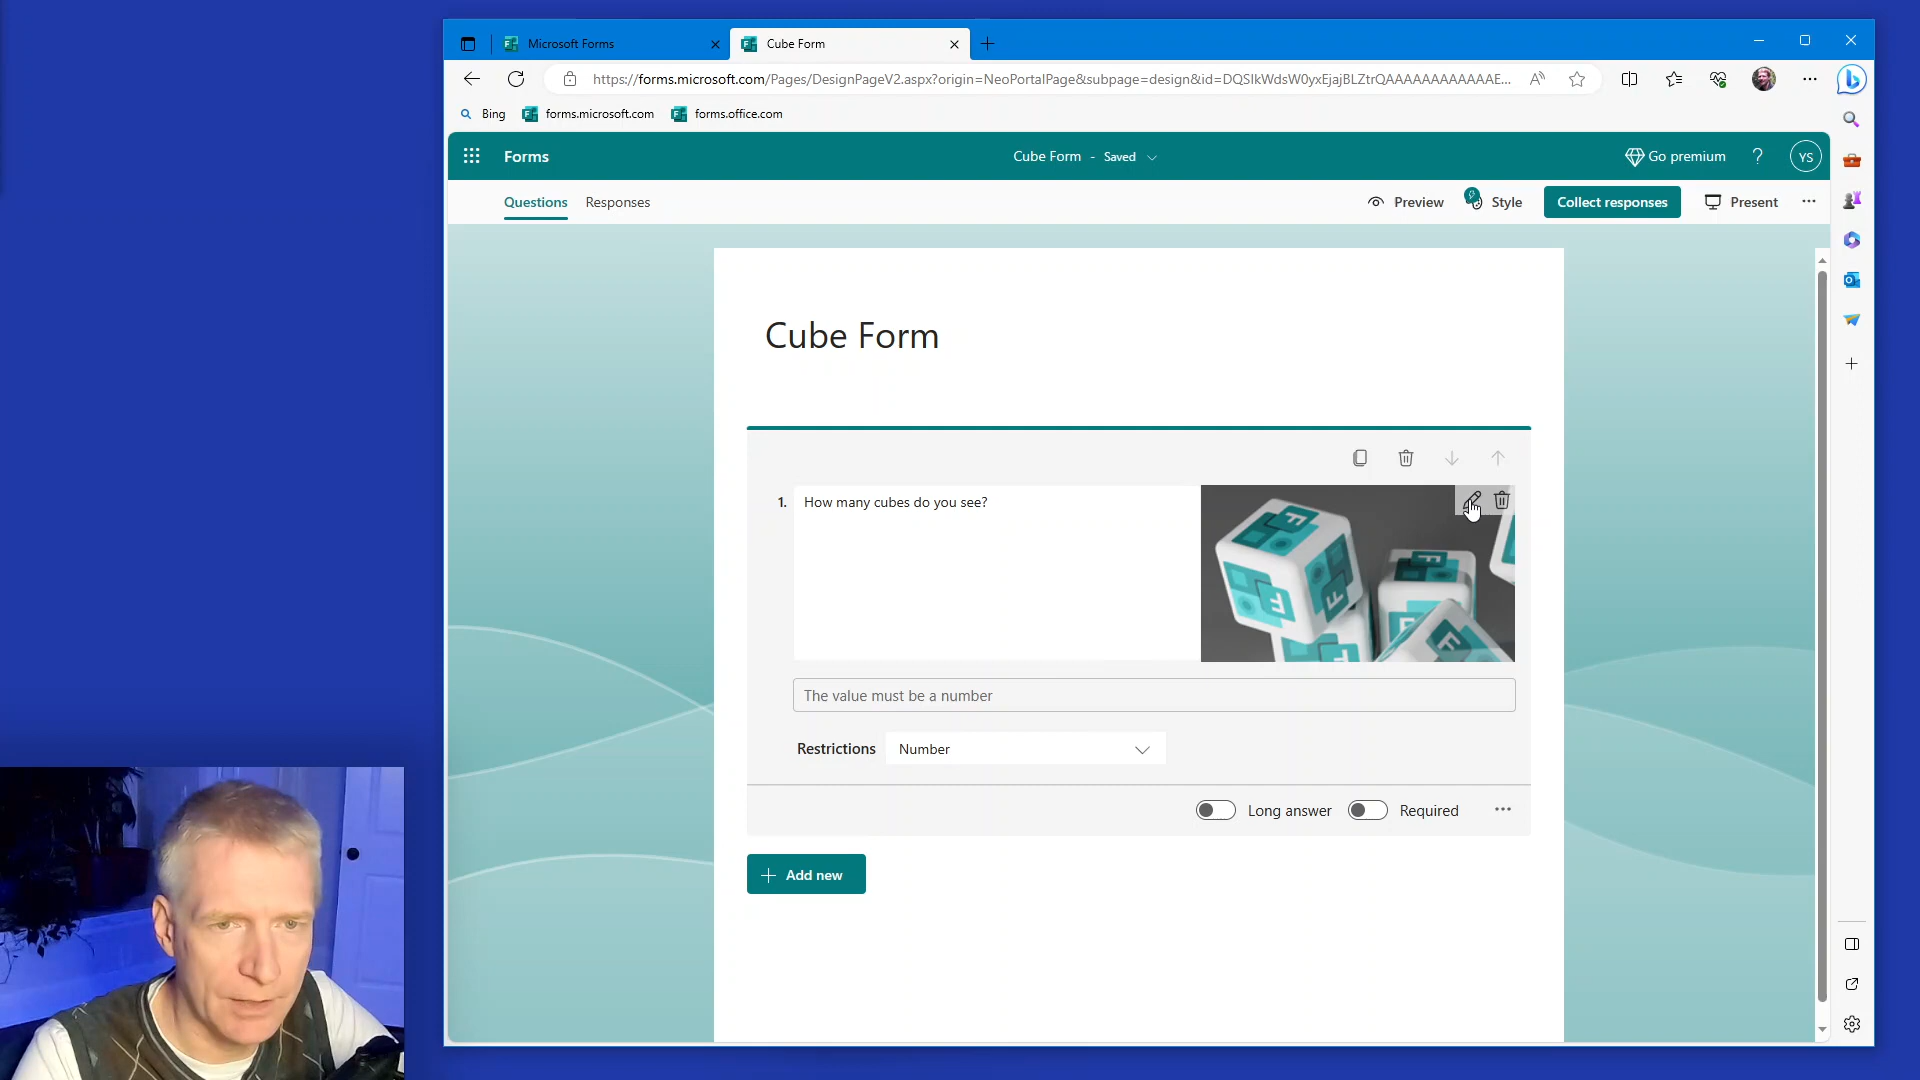 Microsoft Forms
Cube Form
https://forms.microsoft.com/Pages/DesignPageV2.aspx?origin=NeoPortalPage&subpage=design&id=DQSIkWdsW0yxEjajBLZtrQAAAAAAAAAAAAE...
Bing
forms.microsoft.com
forms.office.com
Forms
Cube Form - Saved
Go premium
?
YS
Questions
Responses
Preview
Style
Collect responses
Present
Cube Form
1. How many cubes do you see?
The value must be a number
Restrictions
Number
Long answer
Required
Add new